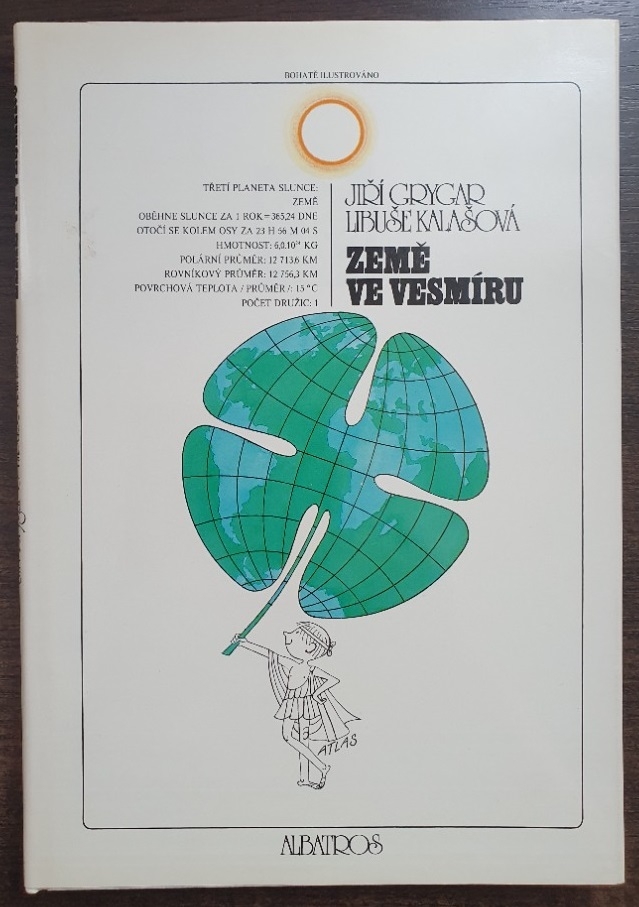 BOHATĚ ILUSTROVÁNO
TŘETÍ PLANETA SLUNCE:
ZEMĚ
OBĚHNE SLUNCE ZA 1 ROK = 365,24 DNE
OTOČÍ SE KOLEM OSY ZA 23 H 56 M 04 S
HMOTNOST: 6,0.10²⁴ KG
POLÁRNÍ PRŮMĚR: 12 713,6 KM
ROVNÍKOVÝ PRŮMĚR: 12 756,3 KM
POVRCHOVÁ TEPLOTA / PRŮMĚR /: 15 °C
POČET DRUŽIC: 1
JIŘÍ GRYGAR
LIBUŠE KALAŠOVÁ
ZEMĚ
VE VESMÍRU
ATLAS
ALBATROS